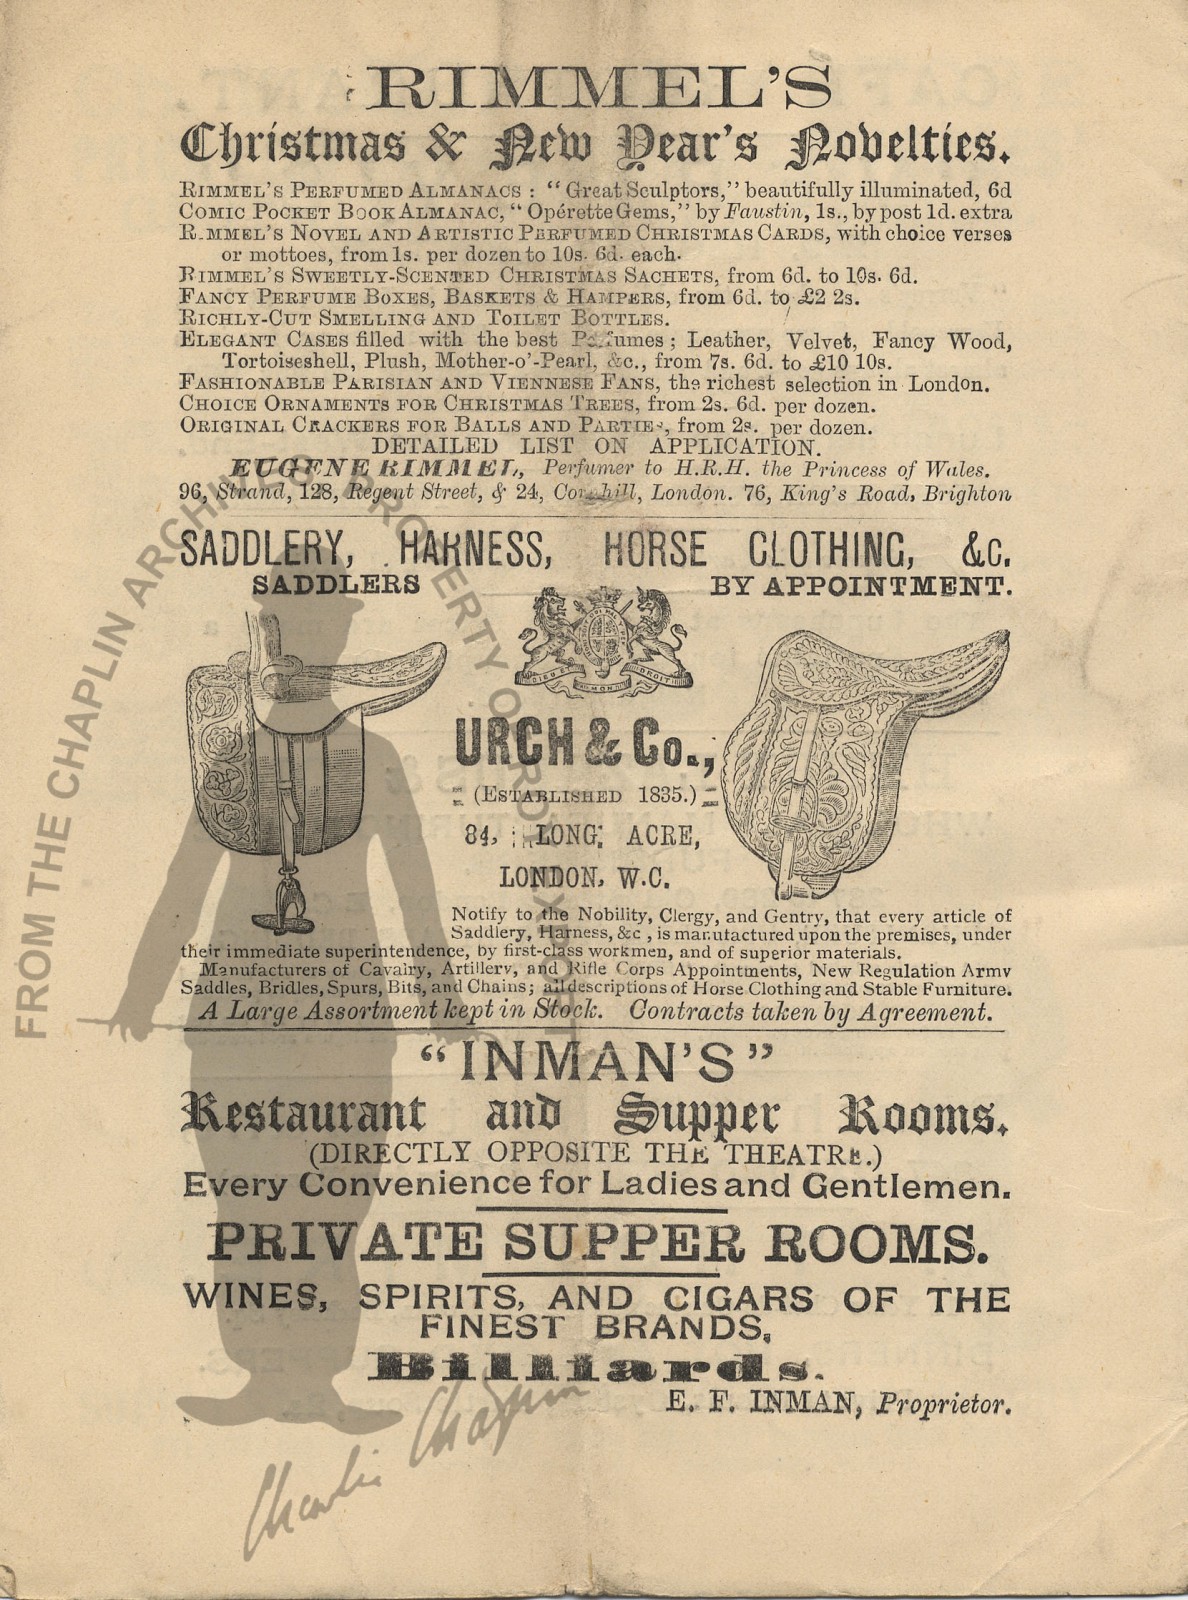 RIMMEL'S
Christmas & New Year's Novelties.
RIMMEL'S PERFUMED ALMANACS : "Great Sculptors," beautifully illuminated, 6d
COMIC POCKET BOOK ALMANAC, "Opérette Gems," by Faustin, 1s., by post 1d. extra
R.MMEL'S NOVEL AND ARTISTIC PERFUMED CHRISTMAS CARDS, with choice verses
or mottoes, from 1s. per dozen to 10s. 6d. each.
RIMMEL'S SWEETLY-SCENTED CHRISTMAS SACHETS, from 6d. to 10s. 6d.
FANCY PERFUME BOXES, BASKETS & HAMPERS, from 6d. to £2 2s.
RICHLY-CUT SMELLING AND TOILET BOTTLES.
ELEGANT CASES filled with the best Perfumes ; Leather, Velvet, Fancy Wood,
Tortoiseshell, Plush, Mother-o'-Pearl, &c., from 7s. 6d. to £10 10s.
FASHIONABLE PARISIAN AND VIENNESE FANS, the richest selection in London.
CHOICE ORNAMENTS FOR CHRISTMAS TREES, from 2s. 6d. per dozen.
ORIGINAL CRACKERS FOR BALLS AND PARTIES, from 2s. per dozen.
DETAILED LIST ON APPLICATION.
EUGENE RIMMEL, Perfumer to H.R.H. the Princess of Wales.
96, Strand, 128, Regent Street, & 24, Cornhill, London. 76, King's Road, Brighton
SADDLERY, HARNESS, HORSE CLOTHING, &c.
SADDLERS BY APPOINTMENT.
DIEU ET MON DROIT
URCH & Co.,
(ESTABLISHED 1835.)
84, LONG ACRE,
LONDON, W.C.
Notify to the Nobility, Clergy, and Gentry, that every article of
Saddlery, Harness, &c , is manufactured upon the premises, under
their immediate superintendence, by first-class workmen, and of superior materials.
Manufacturers of Cavalry, Artillery, and Rifle Corps Appointments, New Regulation Army
Saddles, Bridles, Spurs, Bits, and Chains; all descriptions of Horse Clothing and Stable Furniture.
A Large Assortment kept in Stock. Contracts taken by Agreement.
"INMAN'S"
Restaurant and Supper Rooms.
(DIRECTLY OPPOSITE THE THEATRE.)
Every Convenience for Ladies and Gentlemen.
PRIVATE SUPPER ROOMS.
WINES, SPIRITS, AND CIGARS OF THE
FINEST BRANDS,
Billiards.
E. F. INMAN, Proprietor.
FROM THE CHAPLIN ARCHIVES. PROPERTY OF ROY EXPORT
Charlie Chaplin